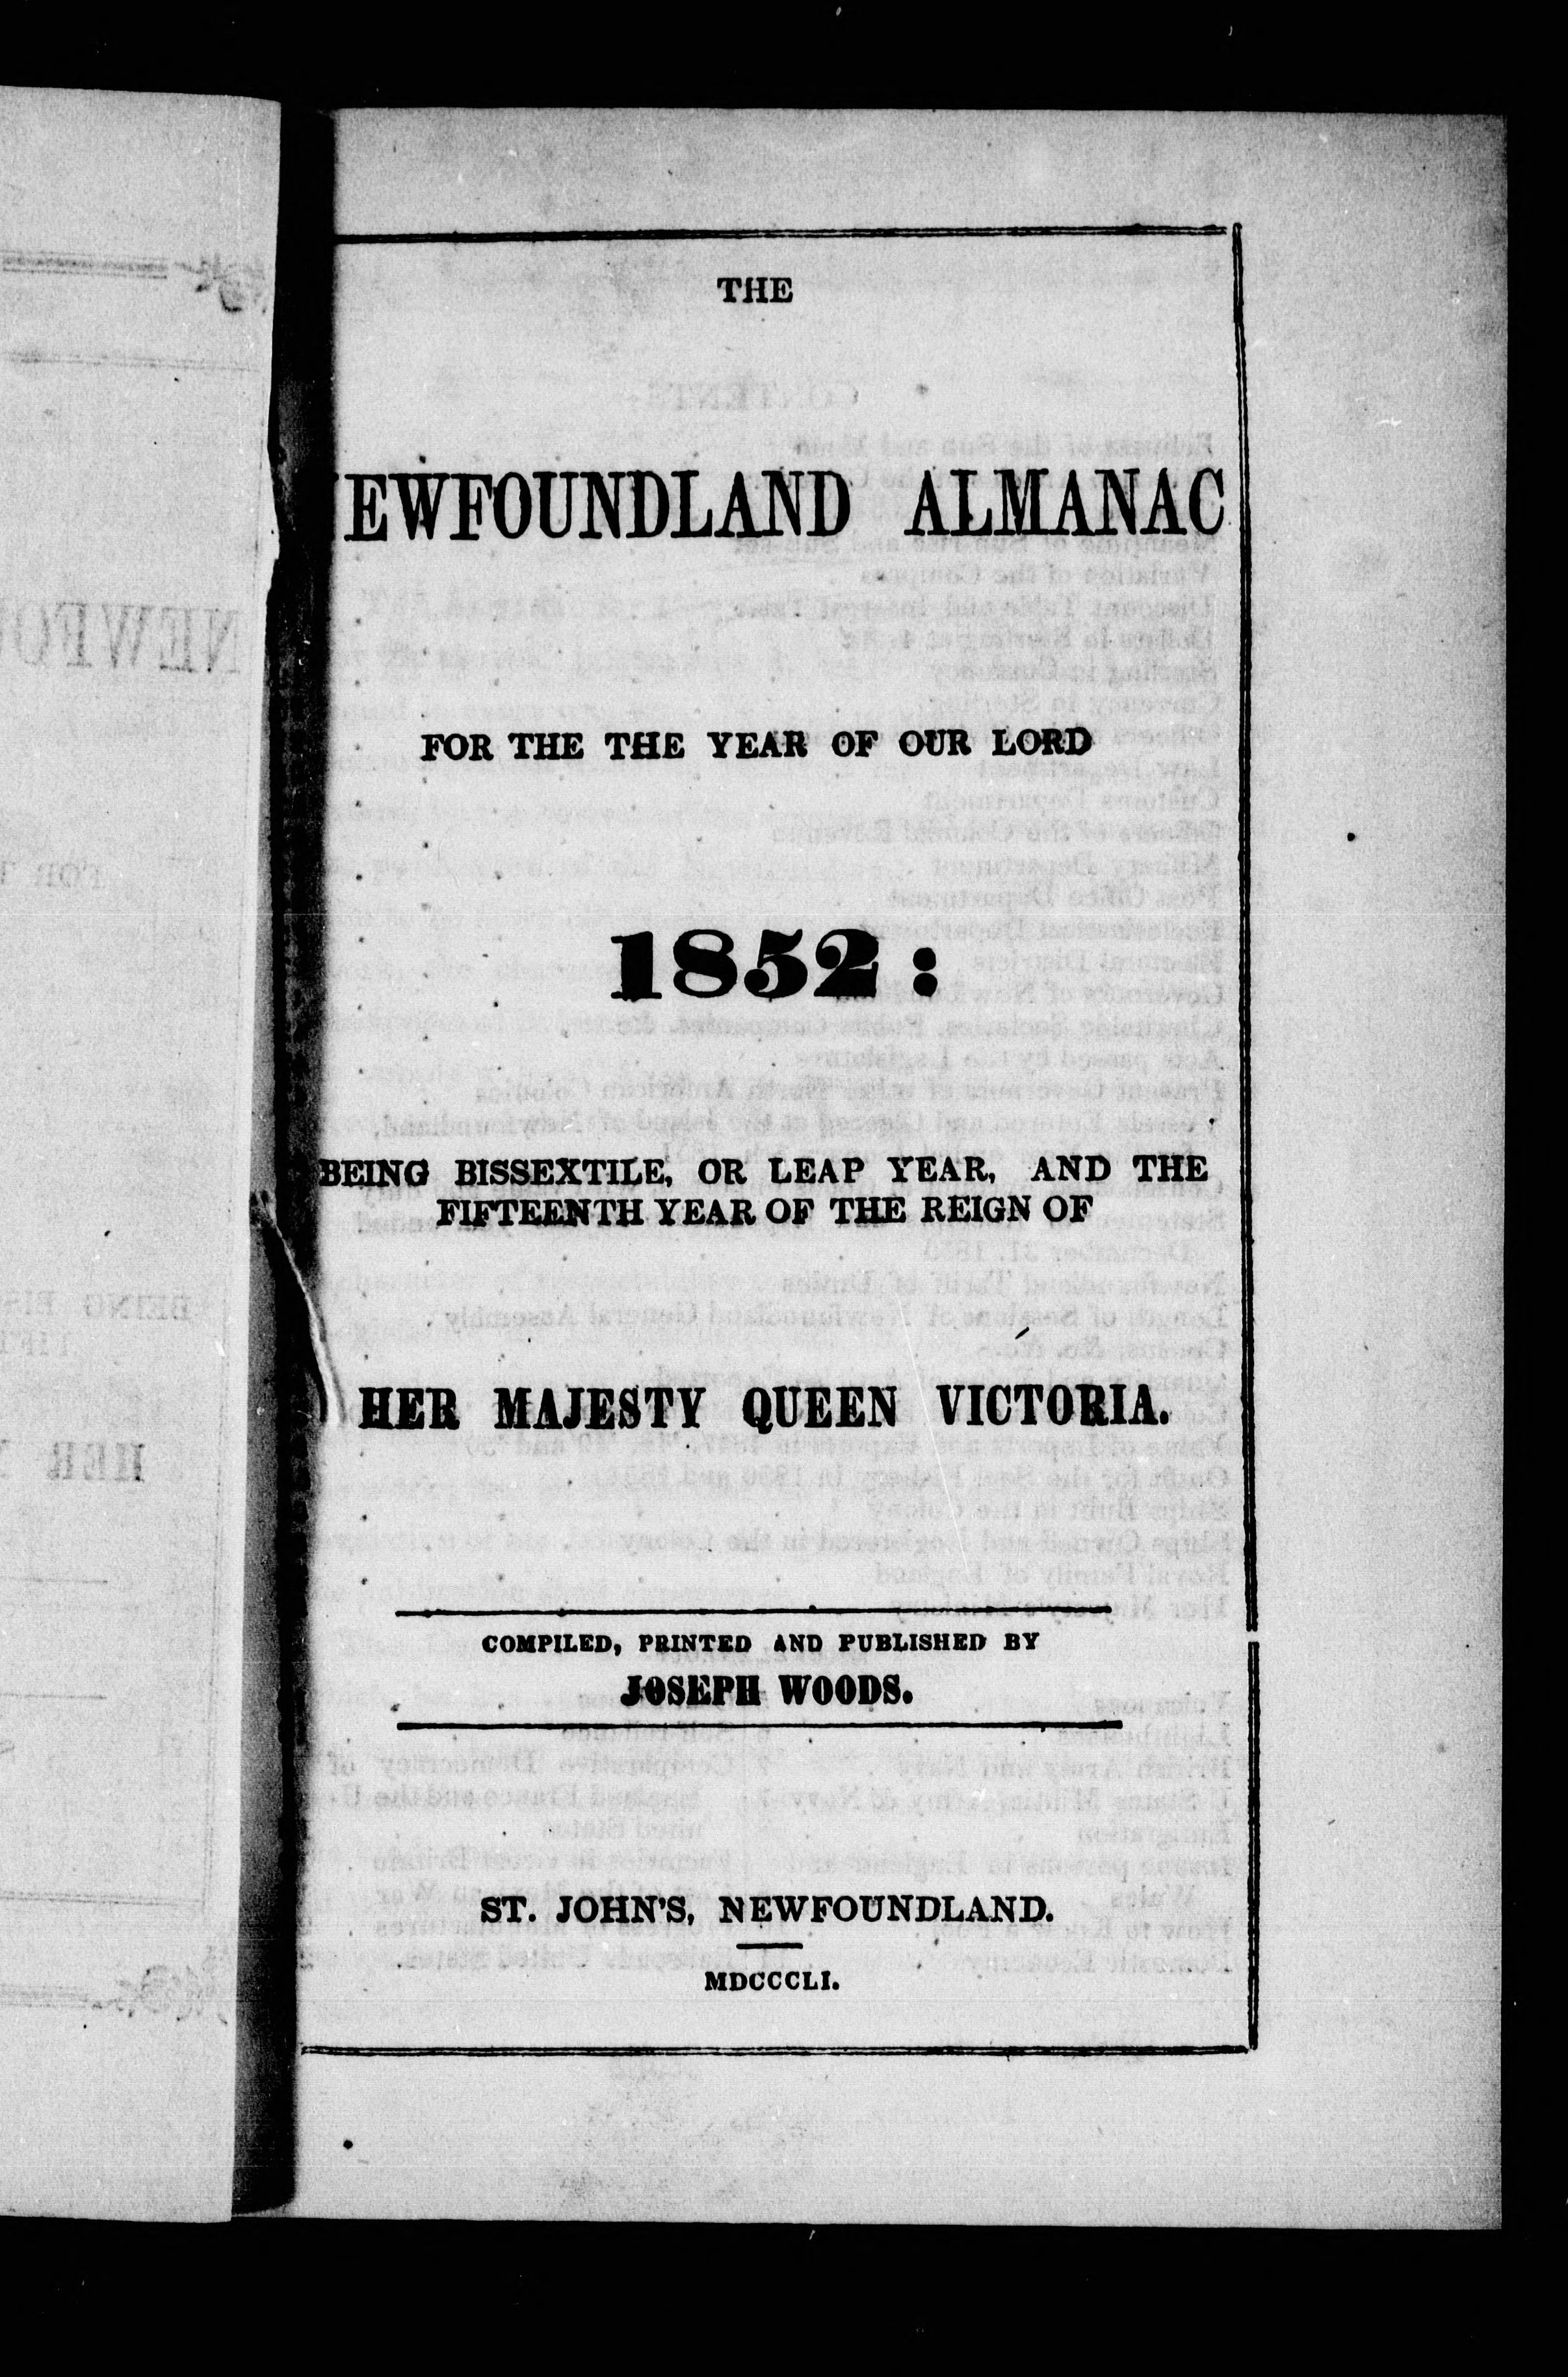 THE
EWFOUNDLAND ALMANAC
FOR THE THE YEAR OF OUR LORD
1852:
BEING BISSEXTILE, OR LEAP YEAR, AND THE
FIFTEENTH YEAR OF THE REIGN OF
HER MAJESTY QUEEN VICTORIA.
COMPILED, PRINTED AND PUBLISHED BY
JOSEPH WOODS.
ST. JOHN'S, NEWFOUNDLAND.
MDCCCLI.